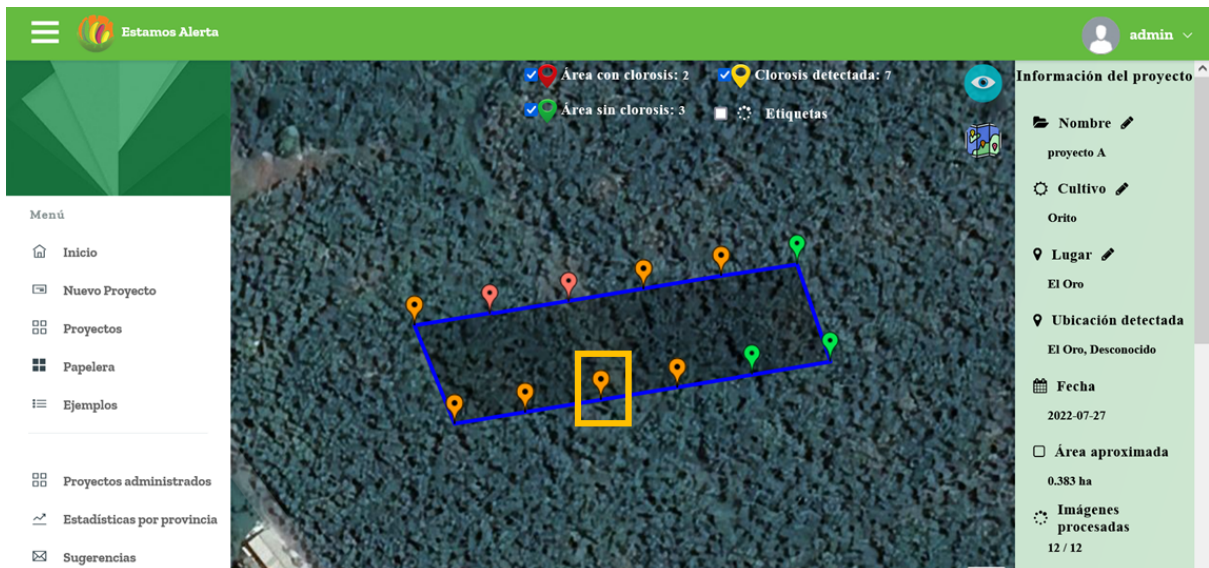 Estamos Alerta
admin
Menú
Inicio
Nuevo Proyecto
Proyectos
Papelera
Ejemplos
Proyectos administrados
Estadísticas por provincia
Sugerencias
Área con clorosis: 2
Clorosis detectada: 7
Área sin clorosis: 3
Etiquetas
Información del proyecto
Nombre
proyecto A
Cultivo
Orito
Lugar
El Oro
Ubicación detectada
El Oro, Desconocido
Fecha
2022-07-27
Área aproximada
0.383 ha
Imágenes
procesadas
12 / 12